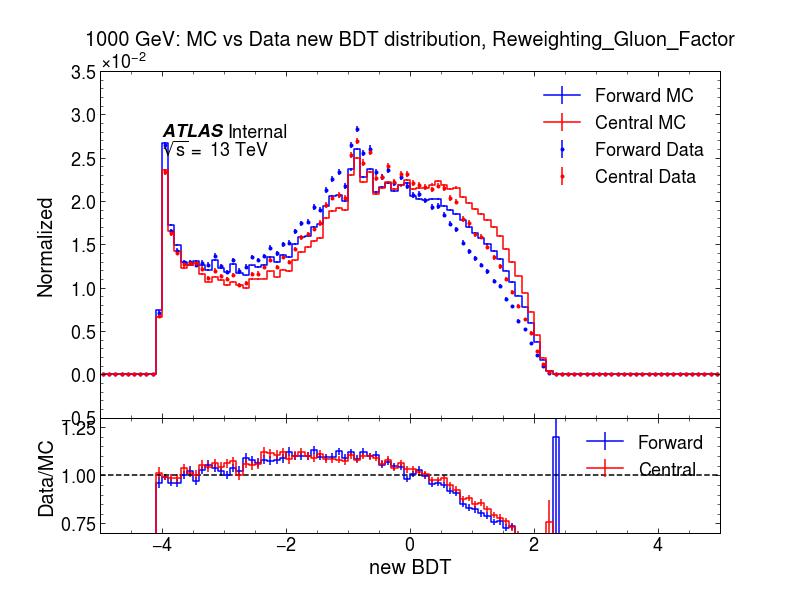 1000 GeV: MC vs Data new BDT distribution, Reweighting_Gluon_Factor
×10⁻²
3.5
3.0
2.5
2.0
1.5
1.0
0.5
0.0
−0.5
Normalized
ATLAS Internal
√s = 13 TeV
Forward MC
Central MC
Forward Data
Central Data
1.25
1.00
0.75
Data/MC
Forward
Central
−4 −2 0 2 4
new BDT